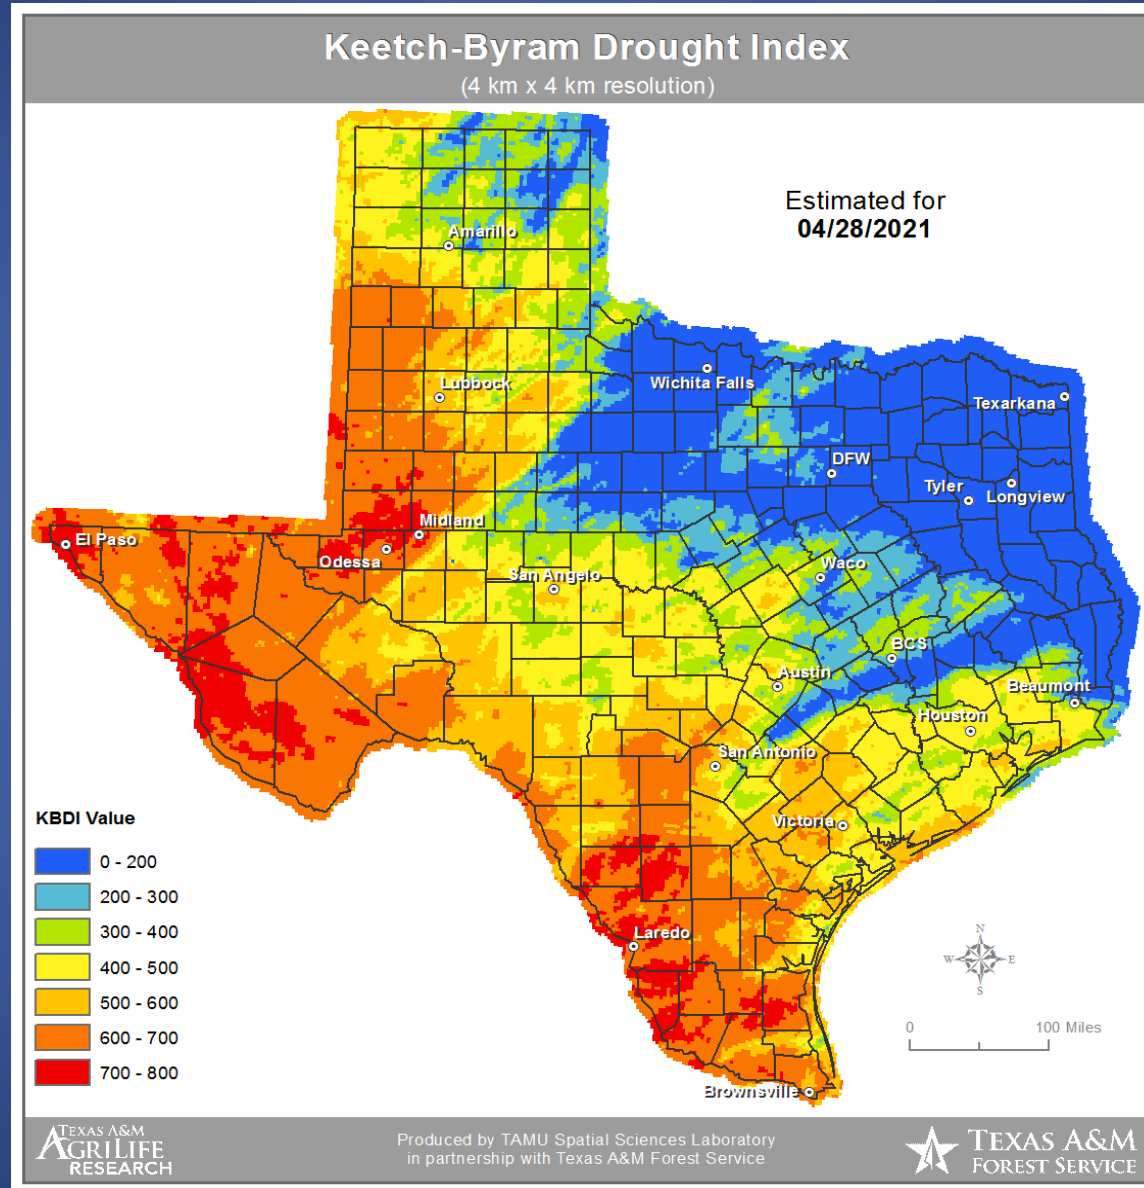 Keetch-Byram Drought Index
(4 km x 4 km resolution)
Estimated for
04/28/2021
Amarillo
Lubbock
Wichita Falls
Texarkana
DFW
Tyler
Longview
Midland
El Paso
Odessa
San Angelo
Waco
BCS
Austin
Beaumont
Houston
San Antonio
Victoria
Laredo
Brownsville
KBDI Value
0 - 200
200 - 300
300 - 400
400 - 500
500 - 600
600 - 700
700 - 800
N
W E
S
0 100 Miles
TEXAS A&M
AGRILIFE
RESEARCH
Produced by TAMU Spatial Sciences Laboratory
in partnership with Texas A&M Forest Service
TEXAS A&M
FOREST SERVICE